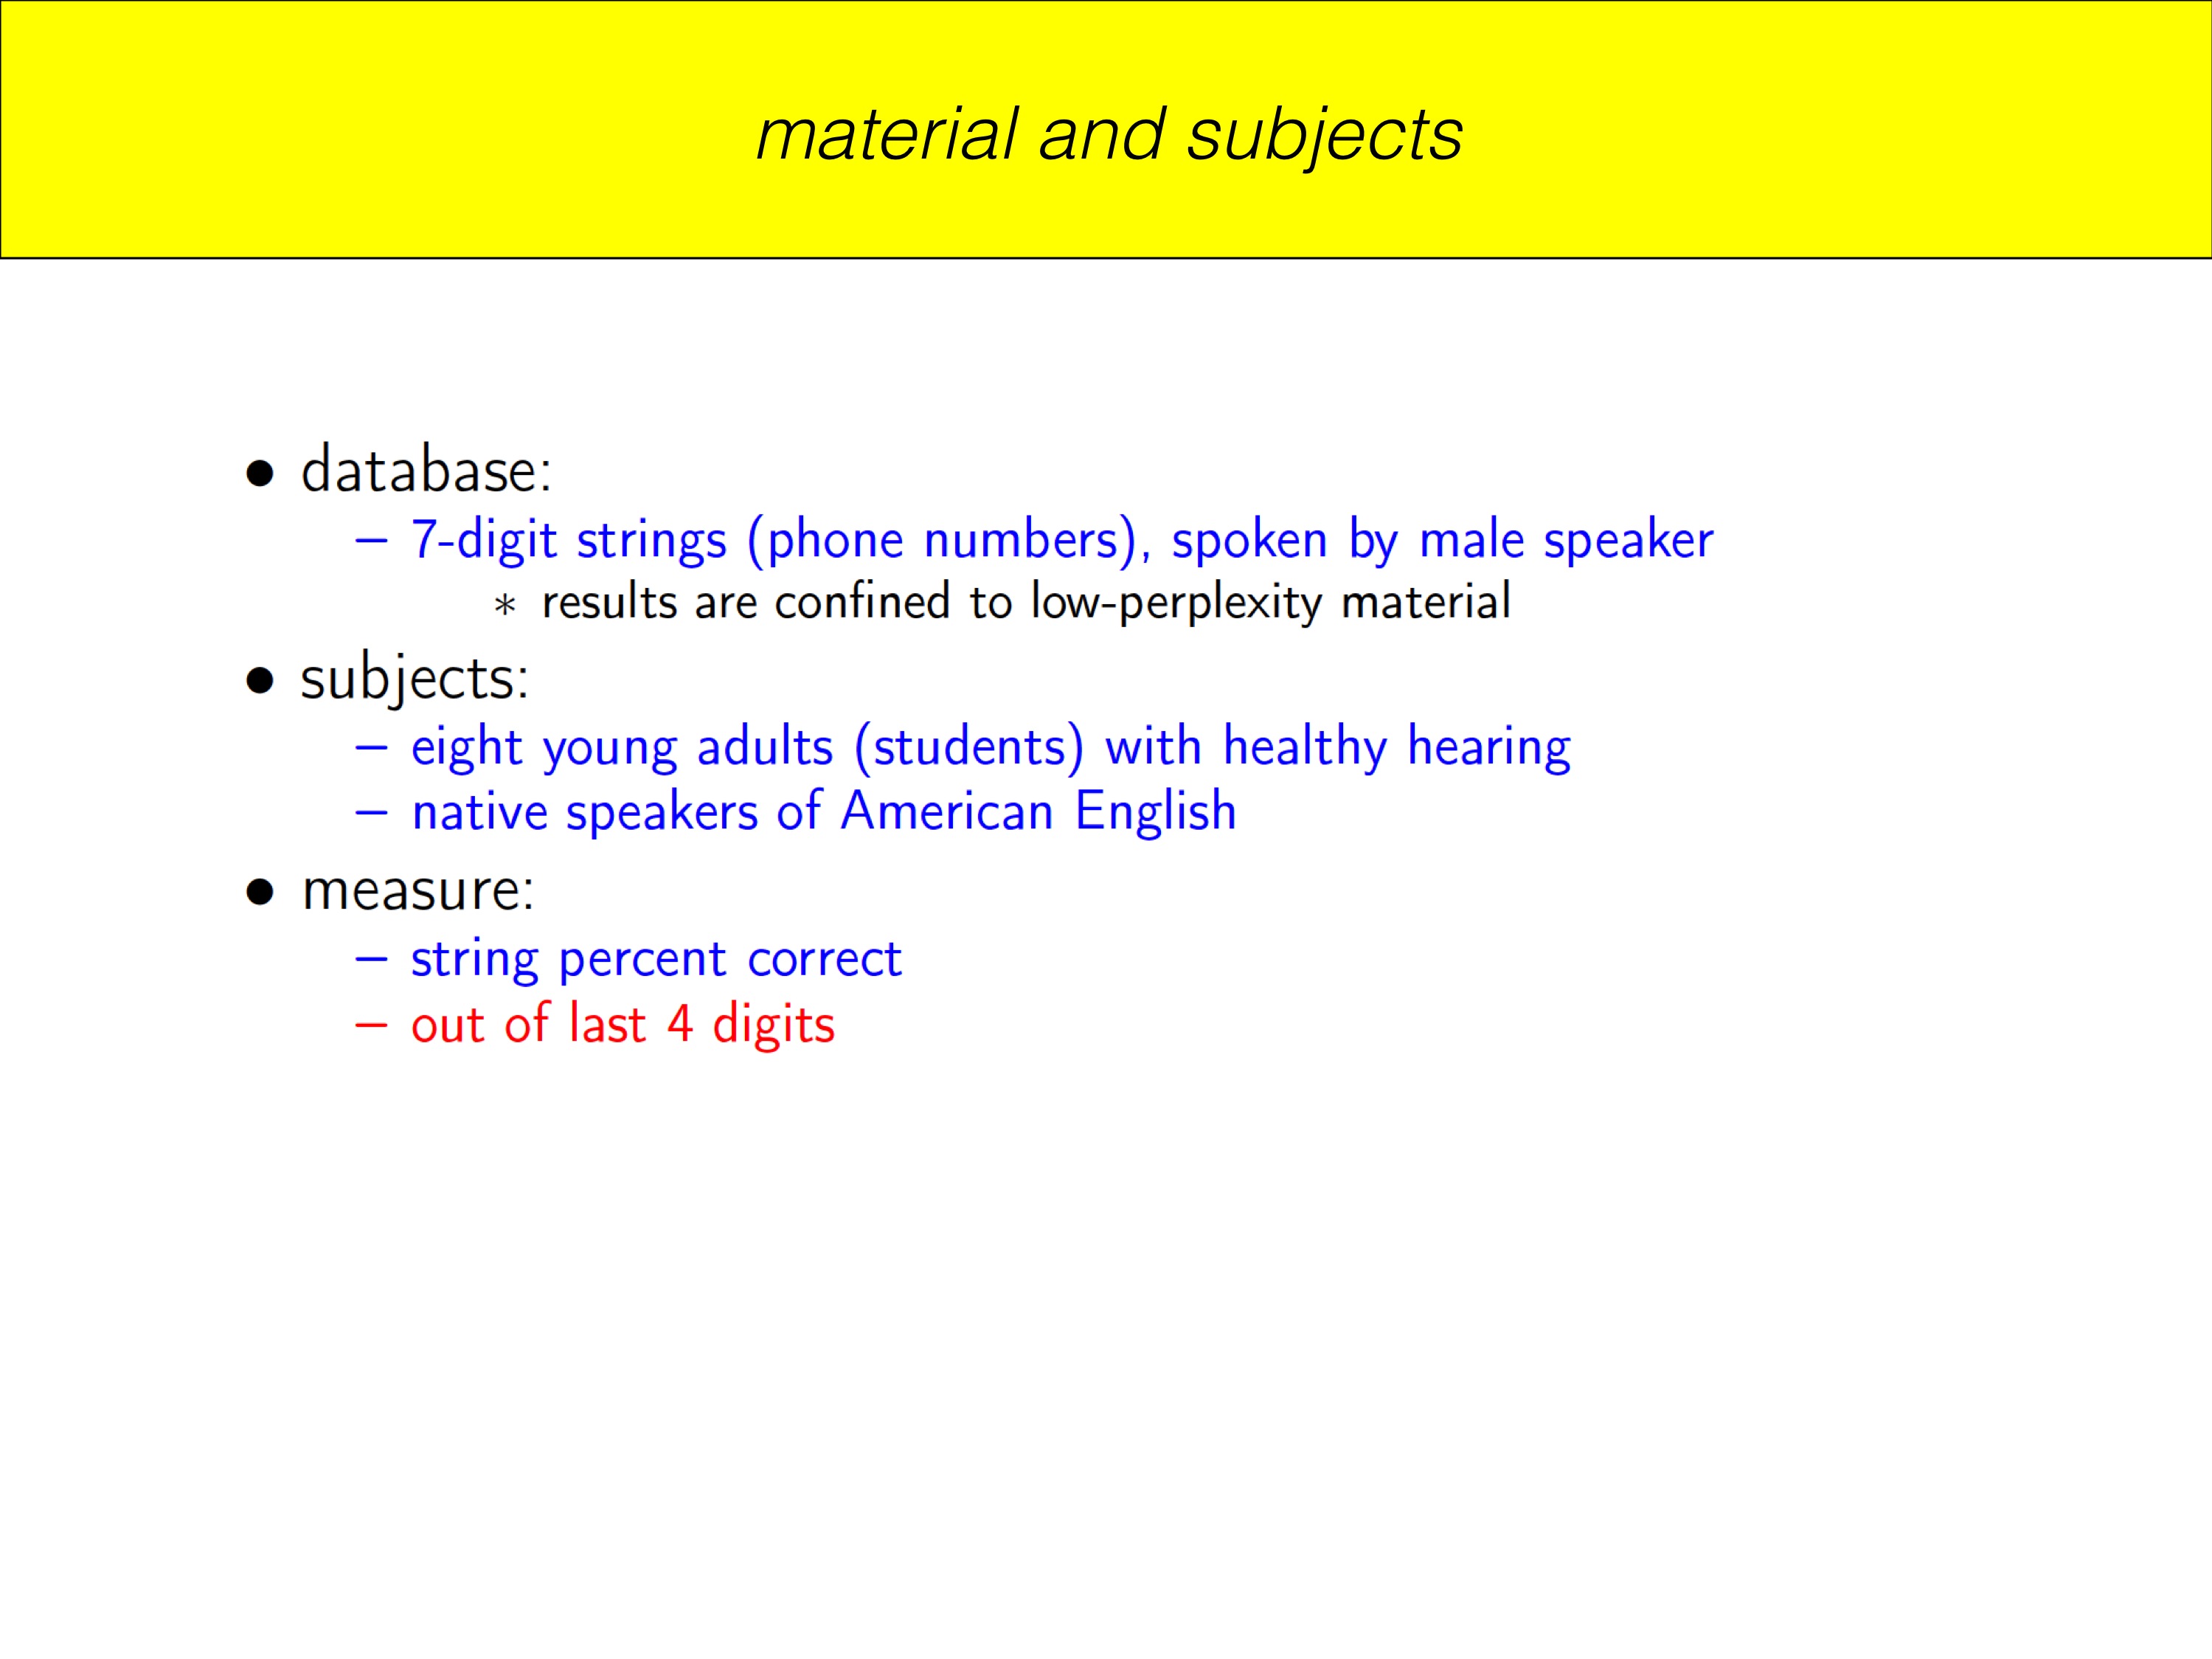 material and subjects
● database:
– 7-digit strings (phone numbers), spoken by male speaker
∗ results are confined to low-perplexity material
● subjects:
– eight young adults (students) with healthy hearing
– native speakers of American English
● measure:
– string percent correct
– out of last 4 digits